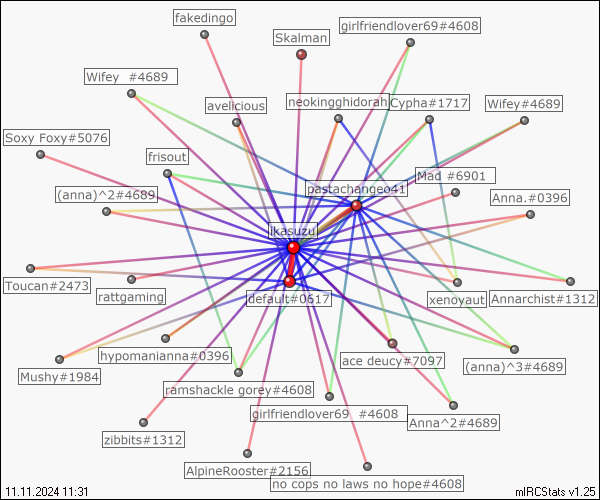 fakedingo
Skalman
girlfriendlover69#4608
Wifey #4689
avelicious
neokingghidorah
Cypha#1717
Wifey#4689
Soxy Foxy#5076
frisout
Mad #6901
(anna)^2#4689
pastachangeo41
Anna.#0396
ikasuzu
Toucan#2473
rattgaming
default#0617
xenoyaut
Annarchist#1312
hypomanianna#0396
ace deucy#7097
(anna)^3#4689
Mushy#1984
ramshackle gorey#4608
girlfriendlover69 #4608
Anna^2#4689
zibbits#1312
AlpineRooster#2156
no cops no laws no hope#4608
11.11.2024 11:31
mIRCStats v1.25